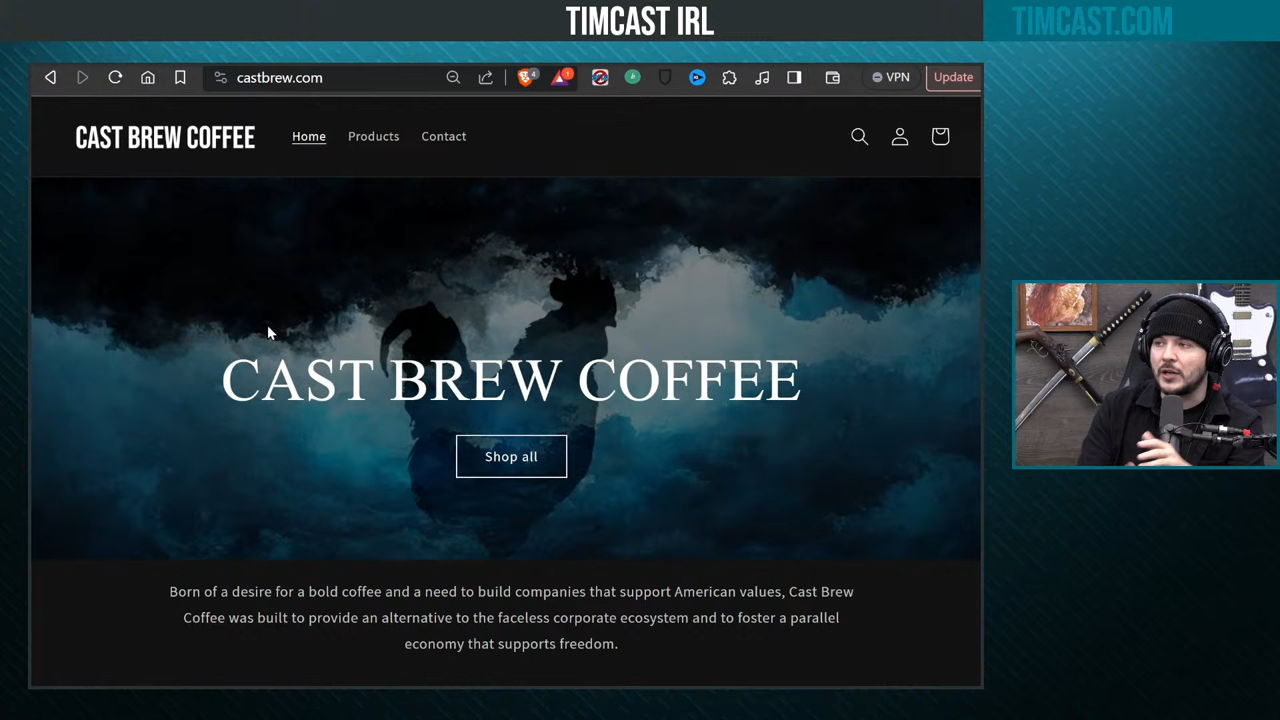 TIMCAST IRL
TIMCAST.COM
castbrew.com
4
1
VPN
Update
CAST BREW COFFEE
Home
Products
Contact
CAST BREW COFFEE
Shop all
Born of a desire for a bold coffee and a need to build companies that support American values, Cast Brew
Coffee was built to provide an alternative to the faceless corporate ecosystem and to foster a parallel
economy that supports freedom.